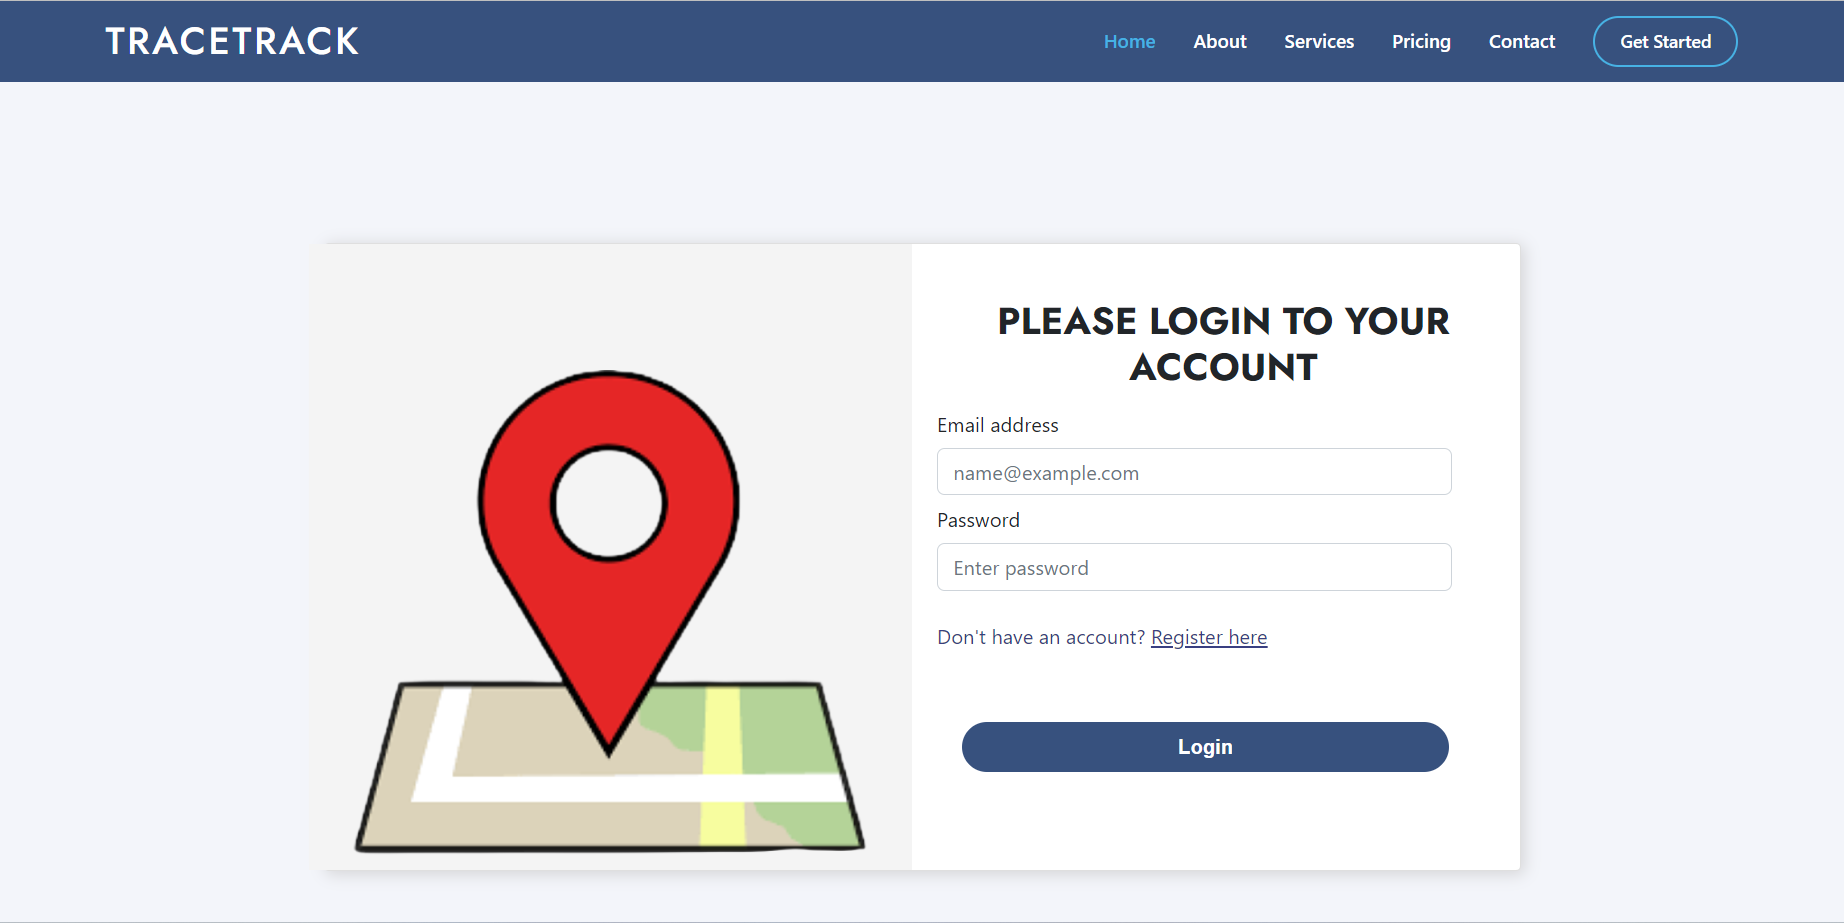 TRACETRACK
Home About Services Pricing Contact Get Started
PLEASE LOGIN TO YOUR
ACCOUNT
Email address
name@example.com
Password
Enter password
Don't have an account? Register here
Login